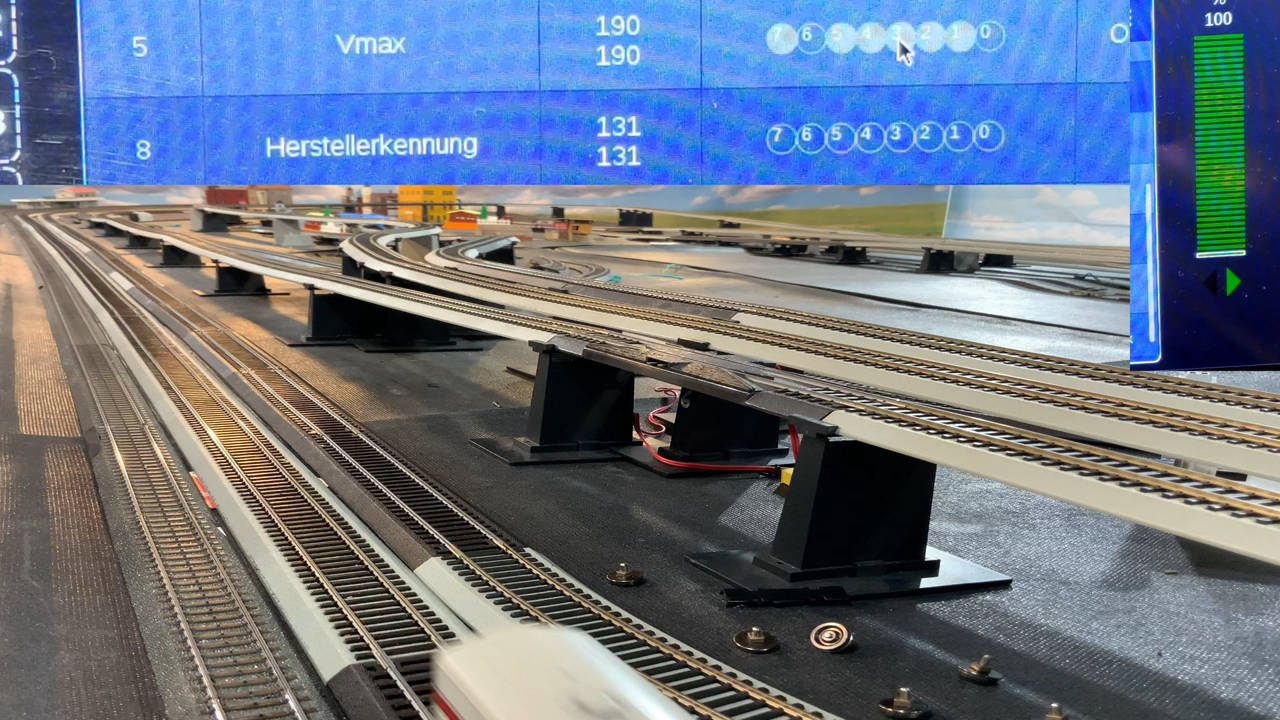 5 Vmax 190 7 6 5 4 3 2 1 0 O
190
8 Herstellerkennung 131 7 6 5 4 3 2 1 0
131
%
100